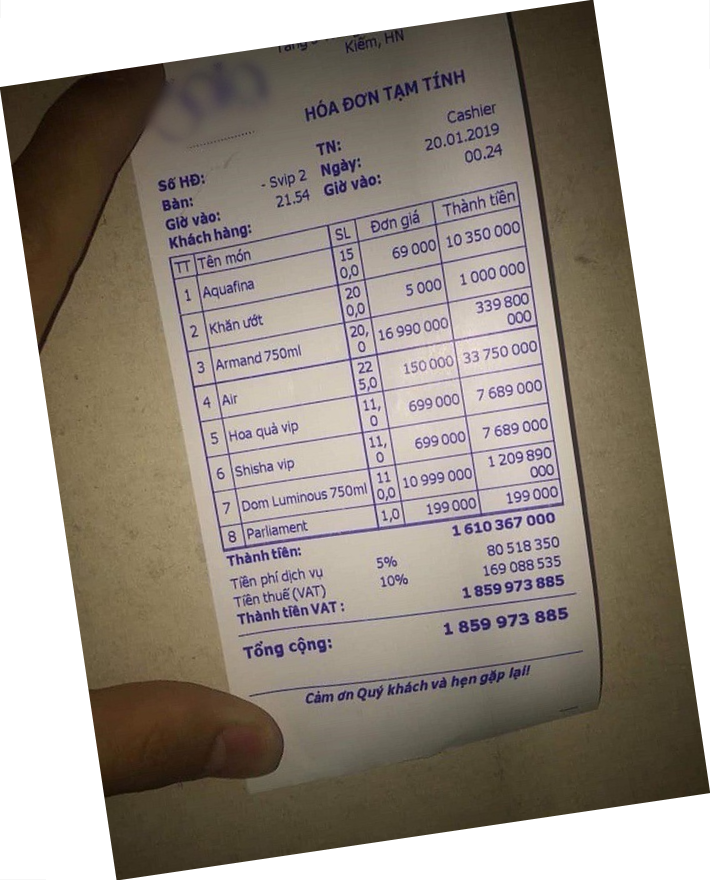 Kiếm, HN
HÓA ĐƠN TẠM TÍNH
Số HĐ: TN: Cashier
Bàn: - Svip 2 Ngày: 20.01.2019
Giờ vào: 21.54 Giờ vào: 00.24
Khách hàng:
TT Tên món SL Đơn giá Thành tiền
1 Aquafina 150,0 69 000 10 350 000
2 Khăn ướt 200,0 5 000 1 000 000
3 Armand 750ml 20,0 16 990 000 339 800 000
4 Air 225,0 150 000 33 750 000
5 Hoa quả vip 11,0 699 000 7 689 000
6 Shisha vip 11,0 699 000 7 689 000
7 Dom Luminous 750ml 110,0 10 999 000 1 209 890 000
8 Parliament 1,0 199 000 199 000
Thành tiền: 1 610 367 000
Tiền phí dịch vụ 5% 80 518 350
Tiền thuế (VAT) 10% 169 088 535
Thành tiền VAT : 1 859 973 885
Tổng cộng: 1 859 973 885
Cảm ơn Quý khách và hẹn gặp lại!